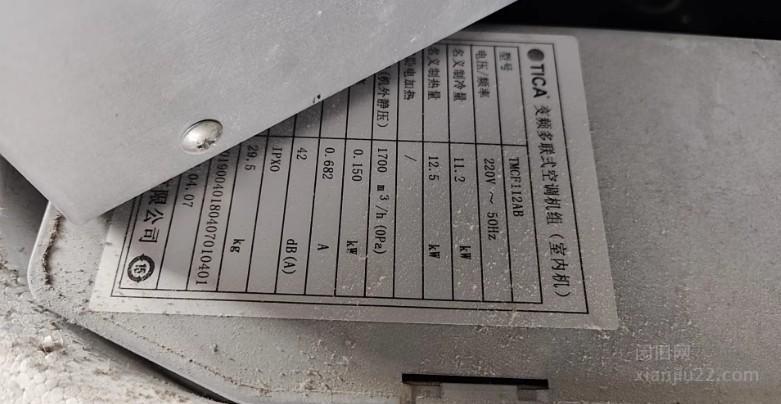 TICA 变频多联式空调机组（室内机）
型号 TMCF112AB
电压/频率 220V ~ 50Hz
名义制冷量 11.2 kW
名义制热量 12.5 kW
电加热 /
(机外静压) 1700 m³/h (0Pa)
0.150 kW
0.682 A
42 dB(A)
IPX0
29.5 kg
0190040180407010401
04.07
有限公司
15
闲旧网
xianjiu22.com